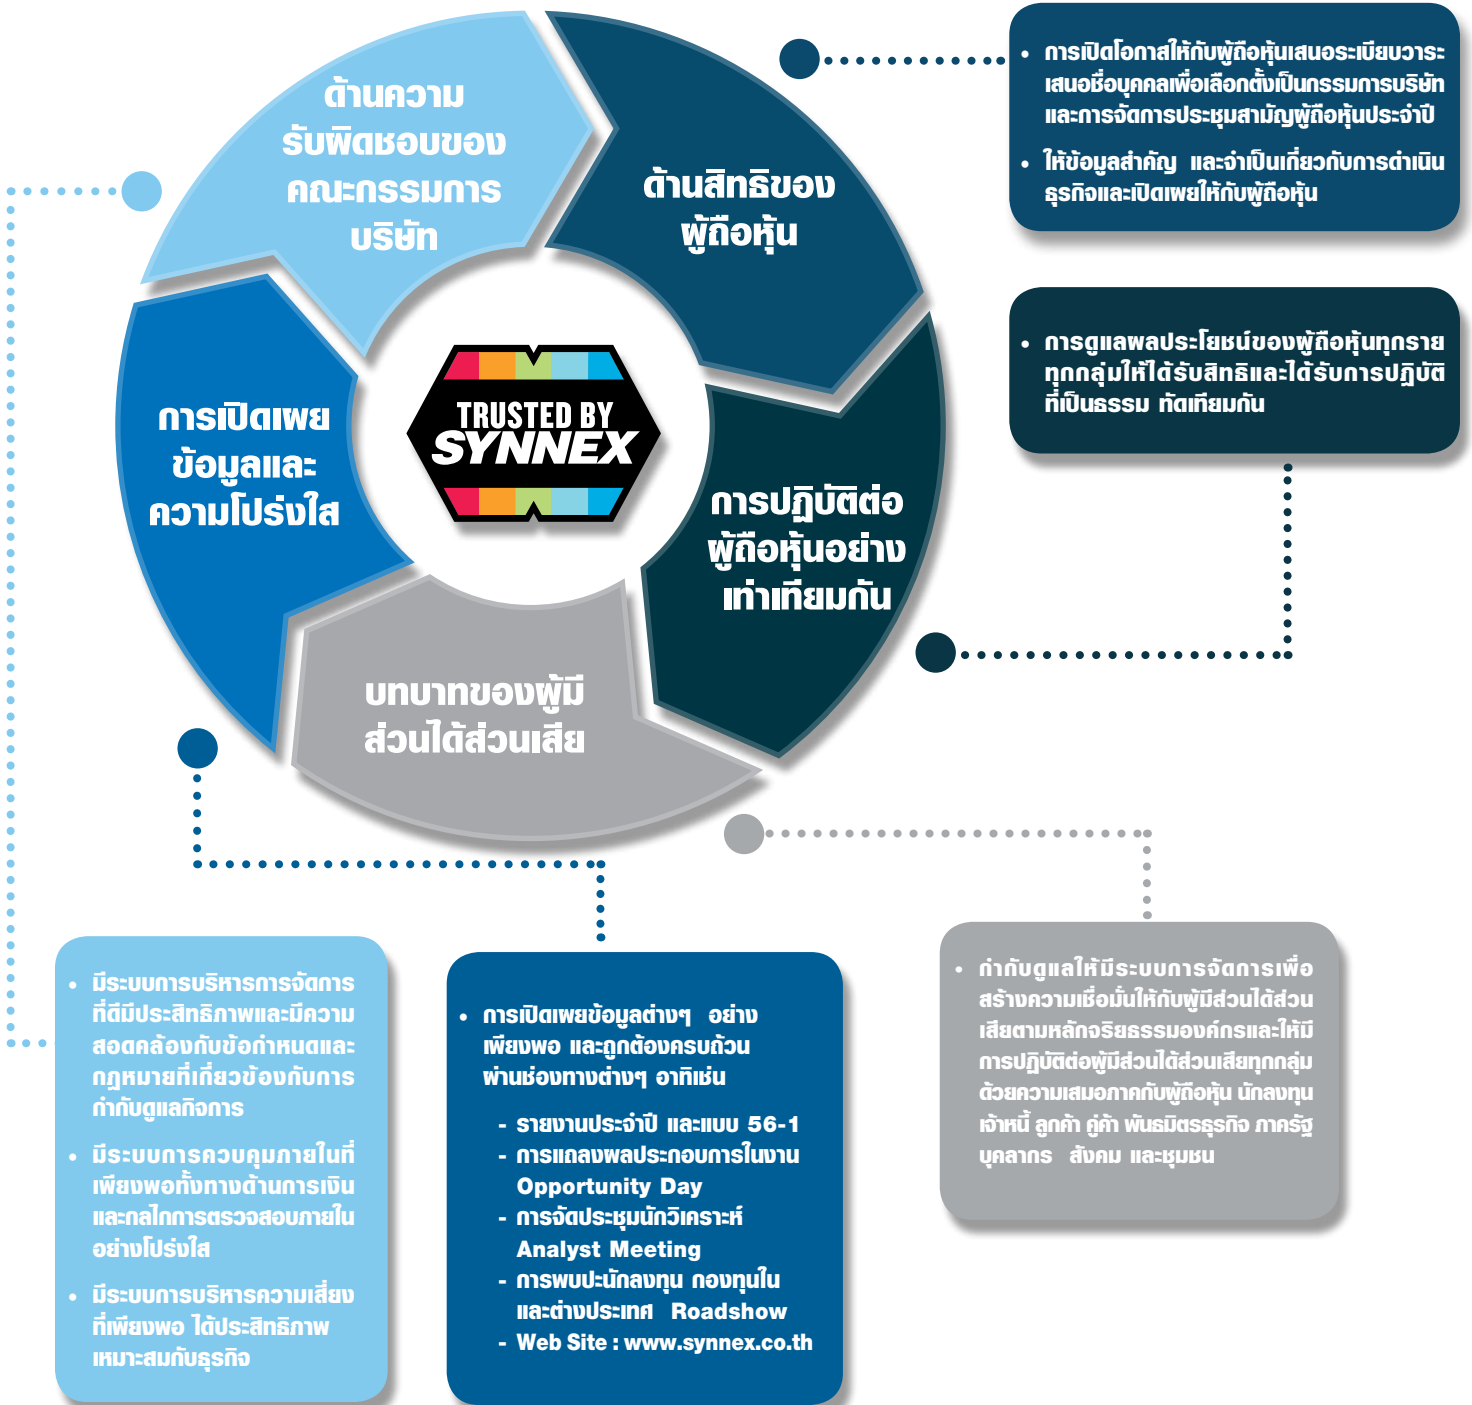 ด้านความ
รับผิดชอบของ
คณะกรรมการ
บริษัท
ด้านสิทธิของ
ผู้ถือหุ้น
การปฏิบัติต่อ
ผู้ถือหุ้นอย่าง
เท่าเทียมกัน
บทบาทของผู้มี
ส่วนได้ส่วนเสีย
การเปิดเผย
ข้อมูลและ
ความโปร่งใส
TRUSTED BY
SYNNEX
• การเปิดโอกาสให้กับผู้ถือหุ้นเสนอระเบียบวาระ
เสนอชื่อบุคคลเพื่อเลือกตั้งเป็นกรรมการบริษัท
และการจัดการประชุมสามัญผู้ถือหุ้นประจำปี
• ให้ข้อมูลสำคัญ และจำเป็นเกี่ยวกับการดำเนิน
ธุรกิจและเปิดเผยให้กับผู้ถือหุ้น
• การดูแลผลประโยชน์ของผู้ถือหุ้นทุกราย
ทุกกลุ่มให้ได้รับสิทธิและได้รับการปฏิบัติ
ที่เป็นธรรม ทัดเทียมกัน
• มีระบบการบริหารการจัดการ
ที่ดีมีประสิทธิภาพและมีความ
สอดคล้องกับข้อกำหนดและ
กฎหมายที่เกี่ยวข้องกับการ
กำกับดูแลกิจการ
• มีระบบการควบคุมภายในที่
เพียงพอทั้งทางด้านการเงิน
และกลไกการตรวจสอบภายใน
อย่างโปร่งใส
• มีระบบการบริหารความเสี่ยง
ที่เพียงพอ ได้ประสิทธิภาพ
เหมาะสมกับธุรกิจ
• การเปิดเผยข้อมูลต่างๆ อย่าง
เพียงพอ และถูกต้องครบถ้วน
ผ่านช่องทางต่างๆ อาทิเช่น
- รายงานประจำปี และแบบ 56-1
- การแถลงผลประกอบการในงาน
Opportunity Day
- การจัดประชุมนักวิเคราะห์
Analyst Meeting
- การพบปะนักลงทุน กองทุนใน
และต่างประเทศ Roadshow
- Web Site : www.synnex.co.th
• กำกับดูแลให้มีระบบการจัดการเพื่อ
สร้างความเชื่อมั่นให้กับผู้มีส่วนได้ส่วน
เสียตามหลักจริยธรรมองค์กรและให้มี
การปฏิบัติต่อผู้มีส่วนได้ส่วนเสียทุกกลุ่ม
ด้วยความเสมอภาคกับผู้ถือหุ้น นักลงทุน
เจ้าหนี้ ลูกค้า คู่ค้า พันธมิตรธุรกิจ ภาครัฐ
บุคลากร สังคม และชุมชน